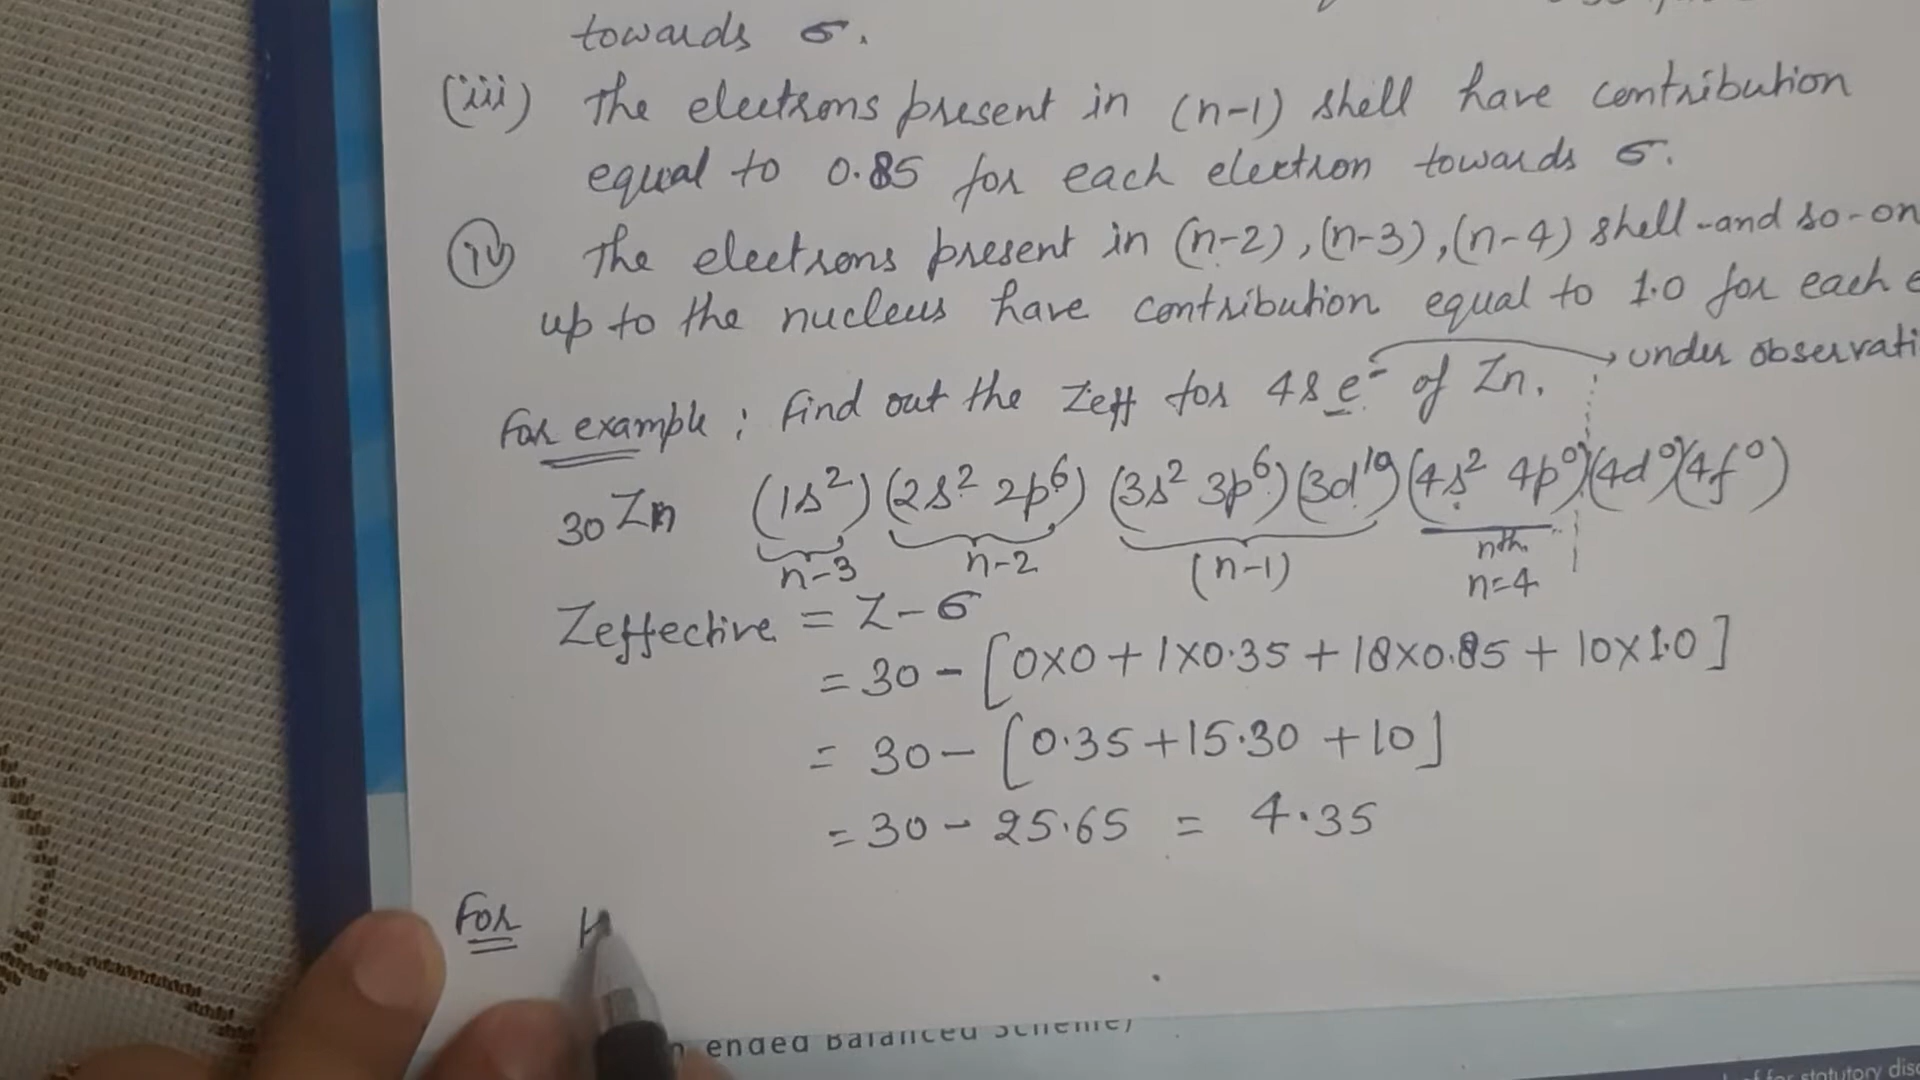 towards σ.
(iii) The electrons present in (n-1) shell have contribution
equal to 0.85 for each electron towards σ.
(iv) The electrons present in (n-2), (n-3), (n-4) shell and so-on
up to the nucleus have contribution equal to 1.0 for each e
→ under observati
For example : Find out the Zeff for 4s e⁻ of Zn.
₃₀Zn (1s²) (2s² 2p⁶) (3s² 3p⁶) (3d¹⁰) (4s² 4p⁰) (4d⁰) (4f⁰)
n-3 n-2 (n-1) nth
n=4
Zeffective = Z - σ
= 30 - [0×0 + 1×0.35 + 18×0.85 + 10×1.0]
= 30 - [0.35 + 15.30 + 10]
= 30 - 25.65 = 4.35
For
ended Balanced Scheme)
statutory